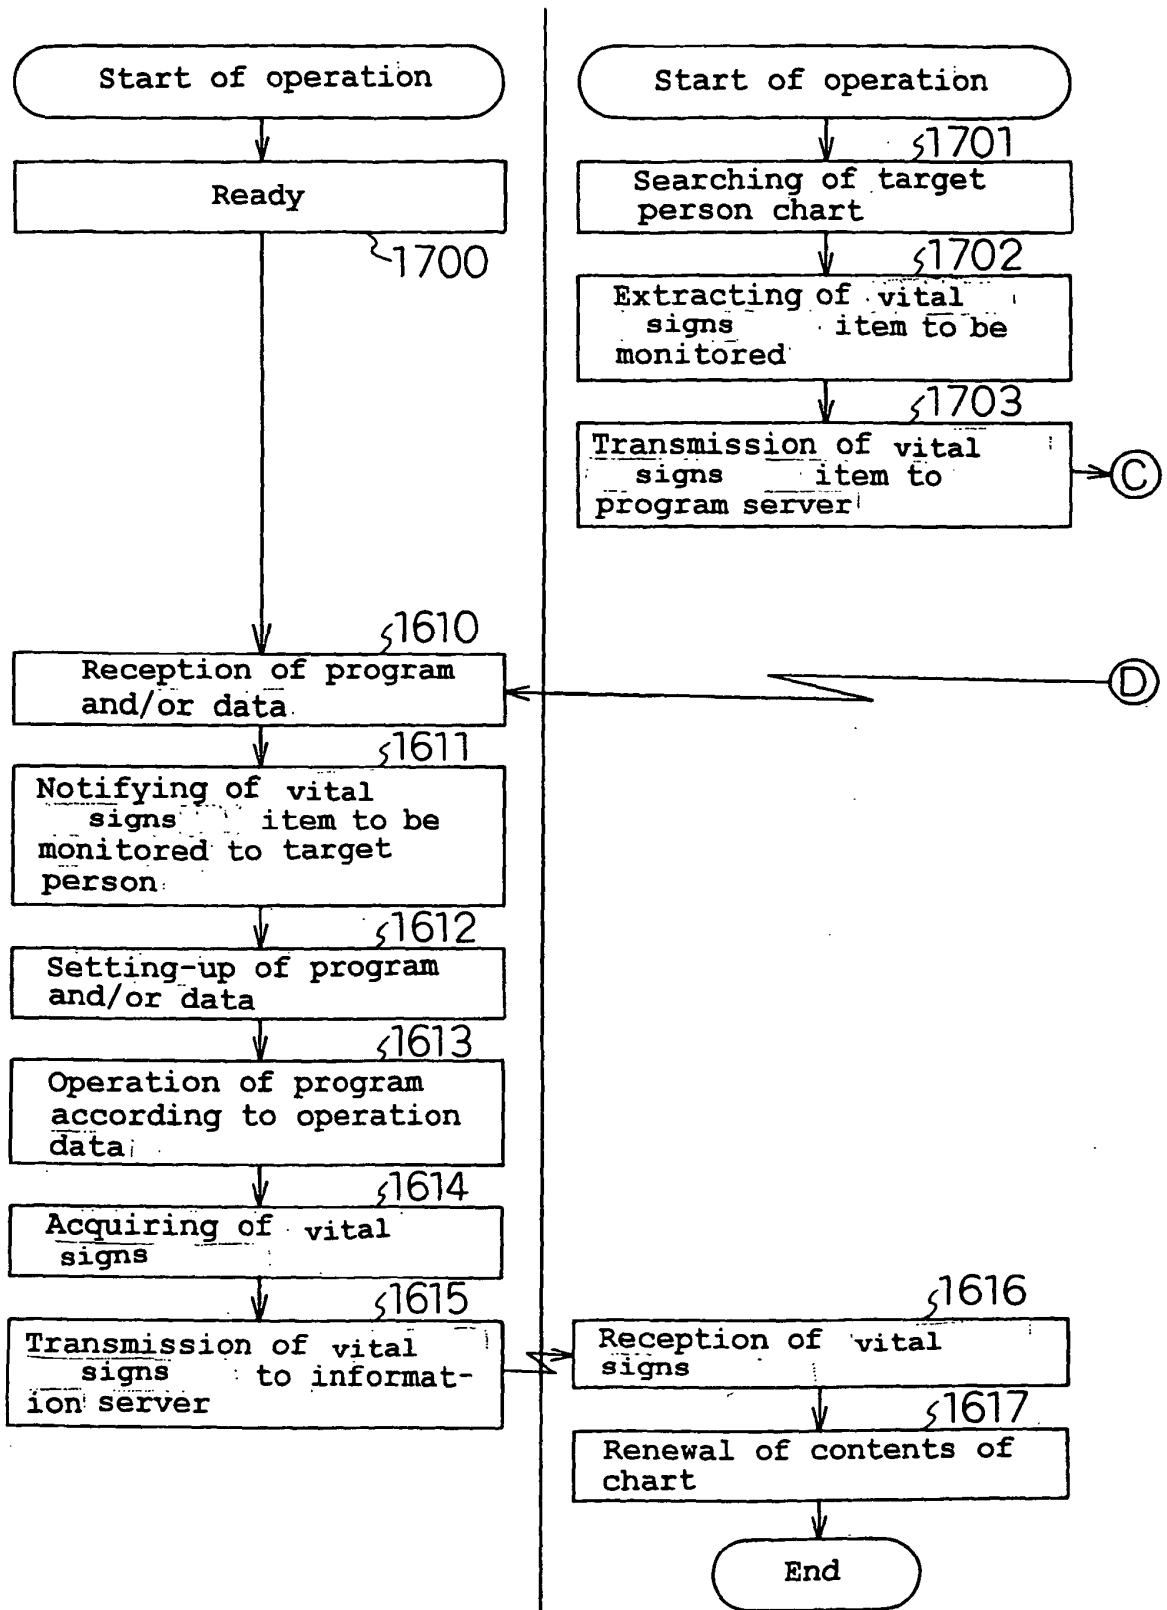 Start of operation
Ready
1700
1610
Reception of program
and/or data
1611
Notifying of vital
signs item to be
monitored to target
person
1612
Setting-up of program
and/or data
1613
Operation of program
according to operation
data
1614
Acquiring of vital
signs
1615
Transmission of vital
signs to informat-
ion server
Start of operation
1701
Searching of target
person chart
1702
Extracting of vital
signs item to be
monitored
1703
Transmission of vital
signs item to
program server
C
D
1616
Reception of vital
signs
1617
Renewal of contents of
chart
End